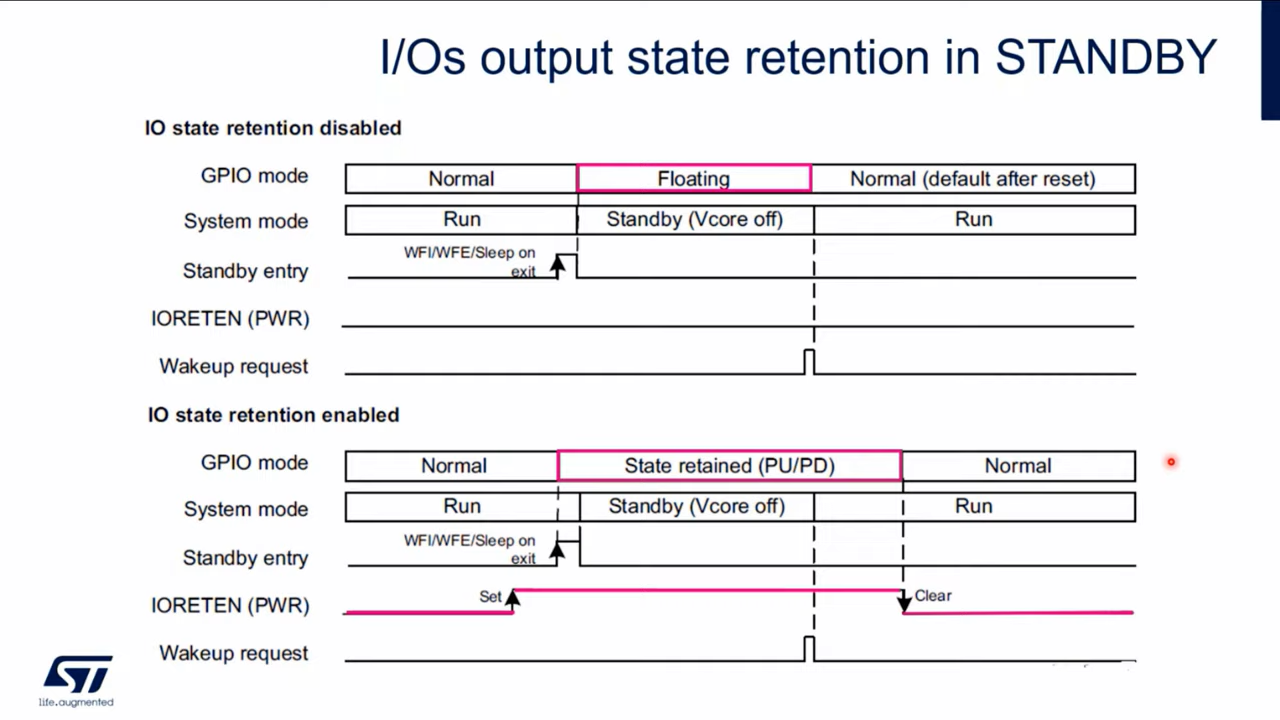 I/Os output state retention in STANDBY
IO state retention disabled
GPIO mode
Normal
Floating
Normal (default after reset)
System mode
Run
Standby (Vcore off)
Run
WFI/WFE/Sleep on
exit
Standby entry
IORETEN (PWR)
Wakeup request
IO state retention enabled
GPIO mode
Normal
State retained (PU/PD)
Normal
System mode
Run
Standby (Vcore off)
Run
WFI/WFE/Sleep on
exit
Standby entry
Set
Clear
IORETEN (PWR)
Wakeup request
ST
life.augmented